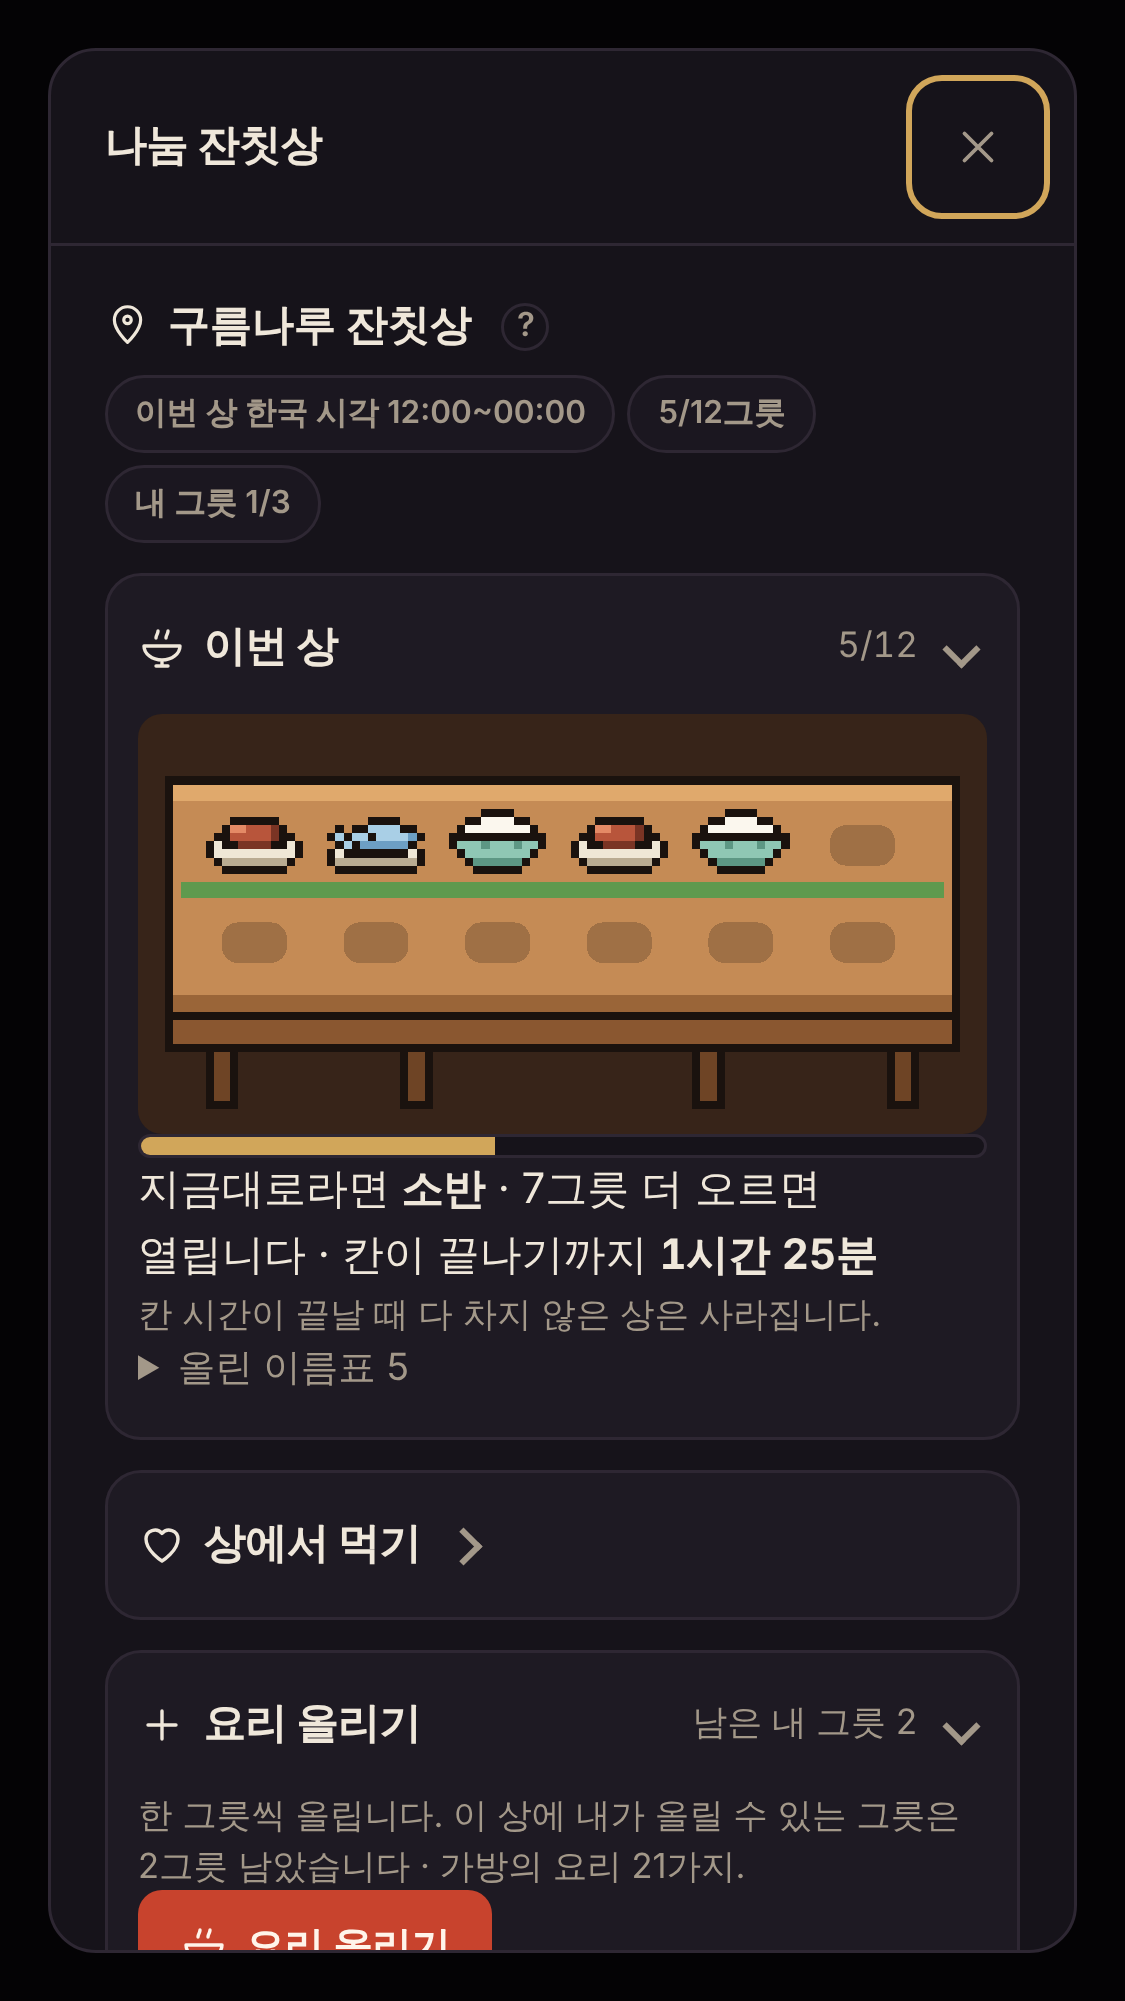 나눔 잔칫상
구름나루 잔칫상 ?
이번 상 한국 시각 12:00~00:00
5/12그릇
내 그릇 1/3
이번 상
5/12
지금대로라면 소반 · 7그릇 더 오르면
열립니다 · 칸이 끝나기까지 1시간 25분
칸 시간이 끝날 때 다 차지 않은 상은 사라집니다.
올린 이름표 5
상에서 먹기
요리 올리기
남은 내 그릇 2
한 그릇씩 올립니다. 이 상에 내가 올릴 수 있는 그릇은
2그릇 남았습니다 · 가방의 요리 21가지.
요리 올리기